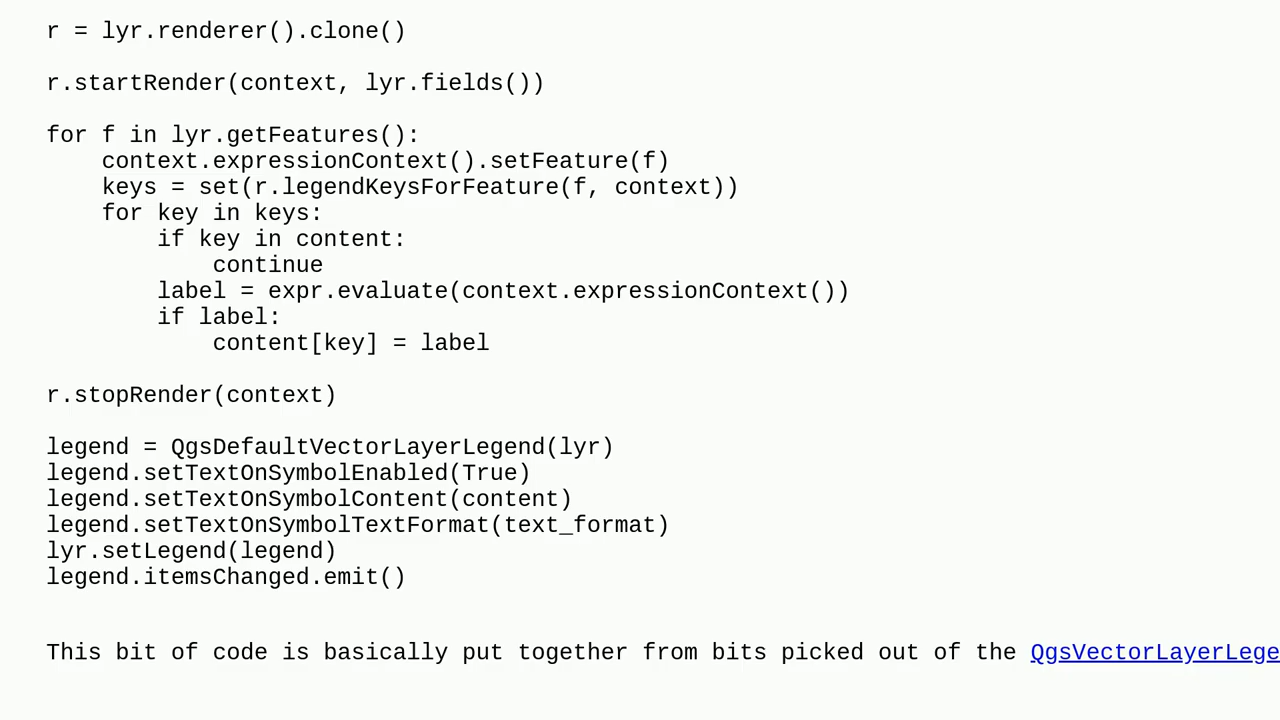 r = lyr.renderer().clone()
r.startRender(context, lyr.fields())
for f in lyr.getFeatures():
    context.expressionContext().setFeature(f)
    keys = set(r.legendKeysForFeature(f, context))
    for key in keys:
        if key in content:
            continue
        label = expr.evaluate(context.expressionContext())
        if label:
            content[key] = label
r.stopRender(context)
legend = QgsDefaultVectorLayerLegend(lyr)
legend.setTextOnSymbolEnabled(True)
legend.setTextOnSymbolContent(content)
legend.setTextOnSymbolTextFormat(text_format)
lyr.setLegend(legend)
legend.itemsChanged.emit()
This bit of code is basically put together from bits picked out of the QgsVectorLayerLege